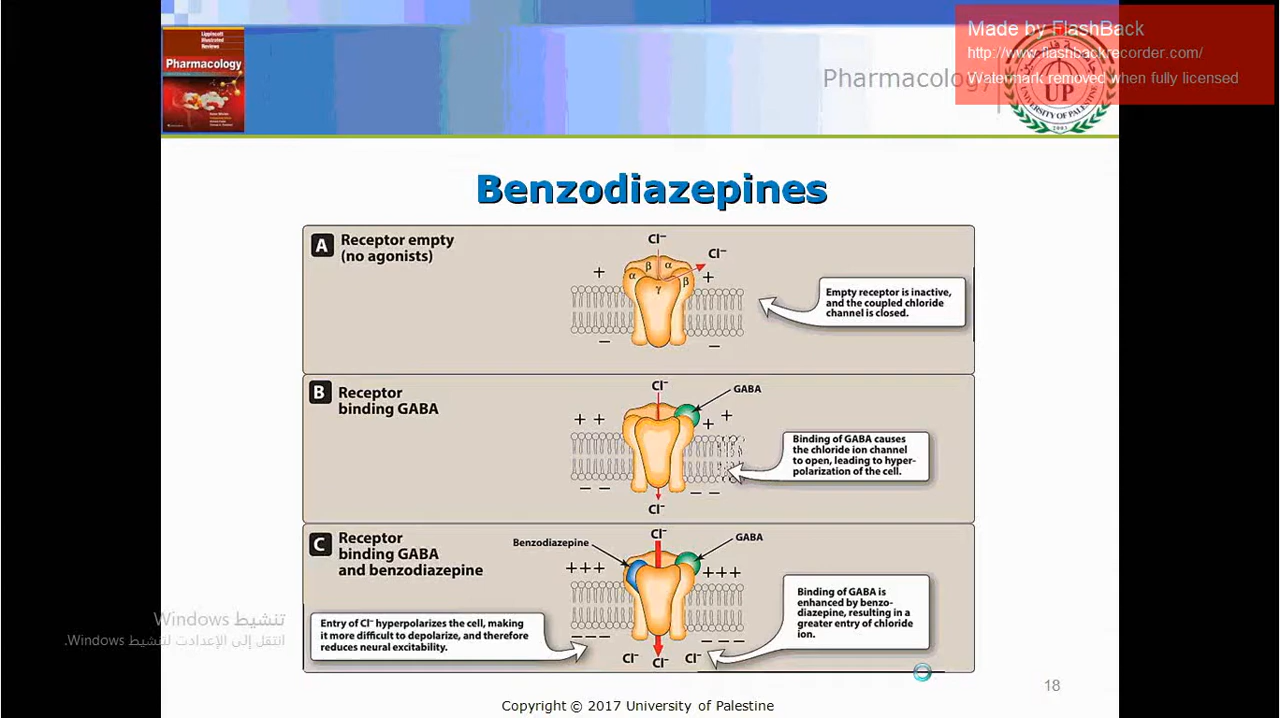 Made by FlashBack
http://www.flashbackrecorder.com/
Watermark removed when fully licensed
Lippincott
Illustrated
Reviews
Pharmacology
Pharmacology
UP
UNIVERSITY OF PALESTINE
Benzodiazepines
A Receptor empty
(no agonists)
Cl⁻
Cl⁻
+
+
α β α β
γ
−
−
Empty receptor is inactive,
and the coupled chloride
channel is closed.
B Receptor
binding GABA
Cl⁻
GABA
+ +
+
+
− −
− −
Cl⁻
Binding of GABA causes
the chloride ion channel
to open, leading to hyper-
polarization of the cell.
C Receptor
binding GABA
and benzodiazepine
Benzodiazepine
Cl⁻
GABA
+++
+++
−−−
−−−
Cl⁻ Cl⁻ Cl⁻
Entry of Cl⁻ hyperpolarizes the cell, making
it more difficult to depolarize, and therefore
reduces neural excitability.
Binding of GABA is
enhanced by benzo-
diazepine, resulting in a
greater entry of chloride
ion.
تنشيط Windows
انتقل إلى الإعدادات لتنشيط Windows.
18
Copyright © 2017 University of Palestine